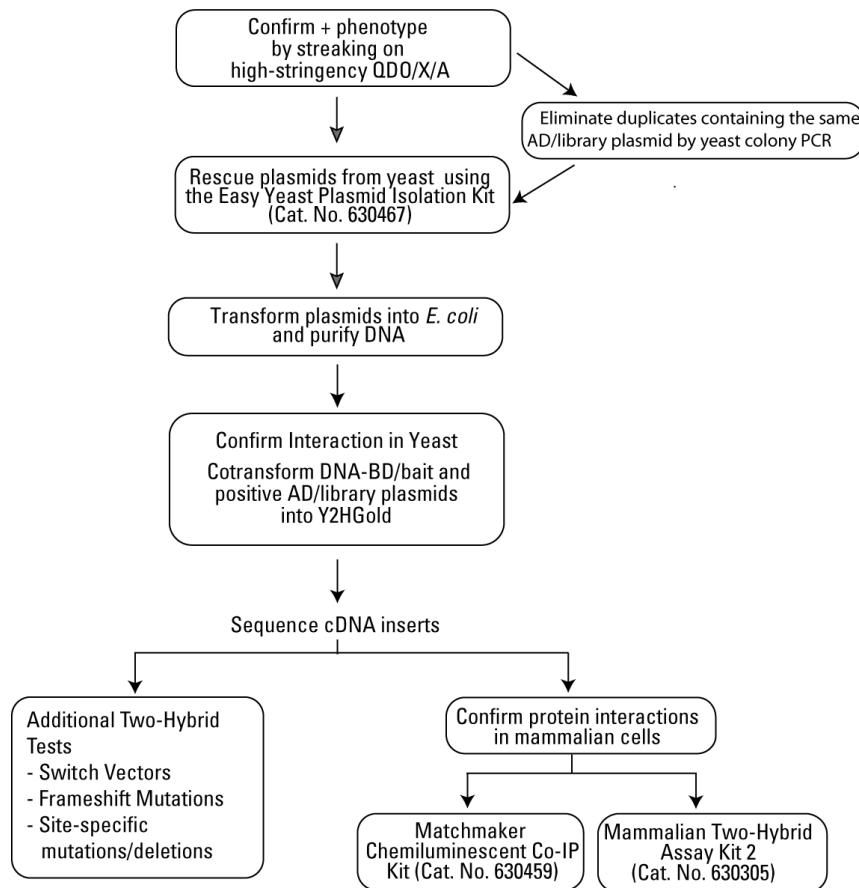 Confirm + phenotype
by streaking on
high-stringency QDO/X/A
Eliminate duplicates containing the same
AD/library plasmid by yeast colony PCR
Rescue plasmids from yeast using
the Easy Yeast Plasmid Isolation Kit
(Cat. No. 630467)
Transform plasmids into E. coli
and purify DNA
Confirm Interaction in Yeast
Cotransform DNA-BD/bait and
positive AD/library plasmids
into Y2HGold
Sequence cDNA inserts
Additional Two-Hybrid
Tests
- Switch Vectors
- Frameshift Mutations
- Site-specific
mutations/deletions
Confirm protein interactions
in mammalian cells
Matchmaker
Chemiluminescent Co-IP
Kit (Cat. No. 630459)
Mammalian Two-Hybrid
Assay Kit 2
(Cat. No. 630305)